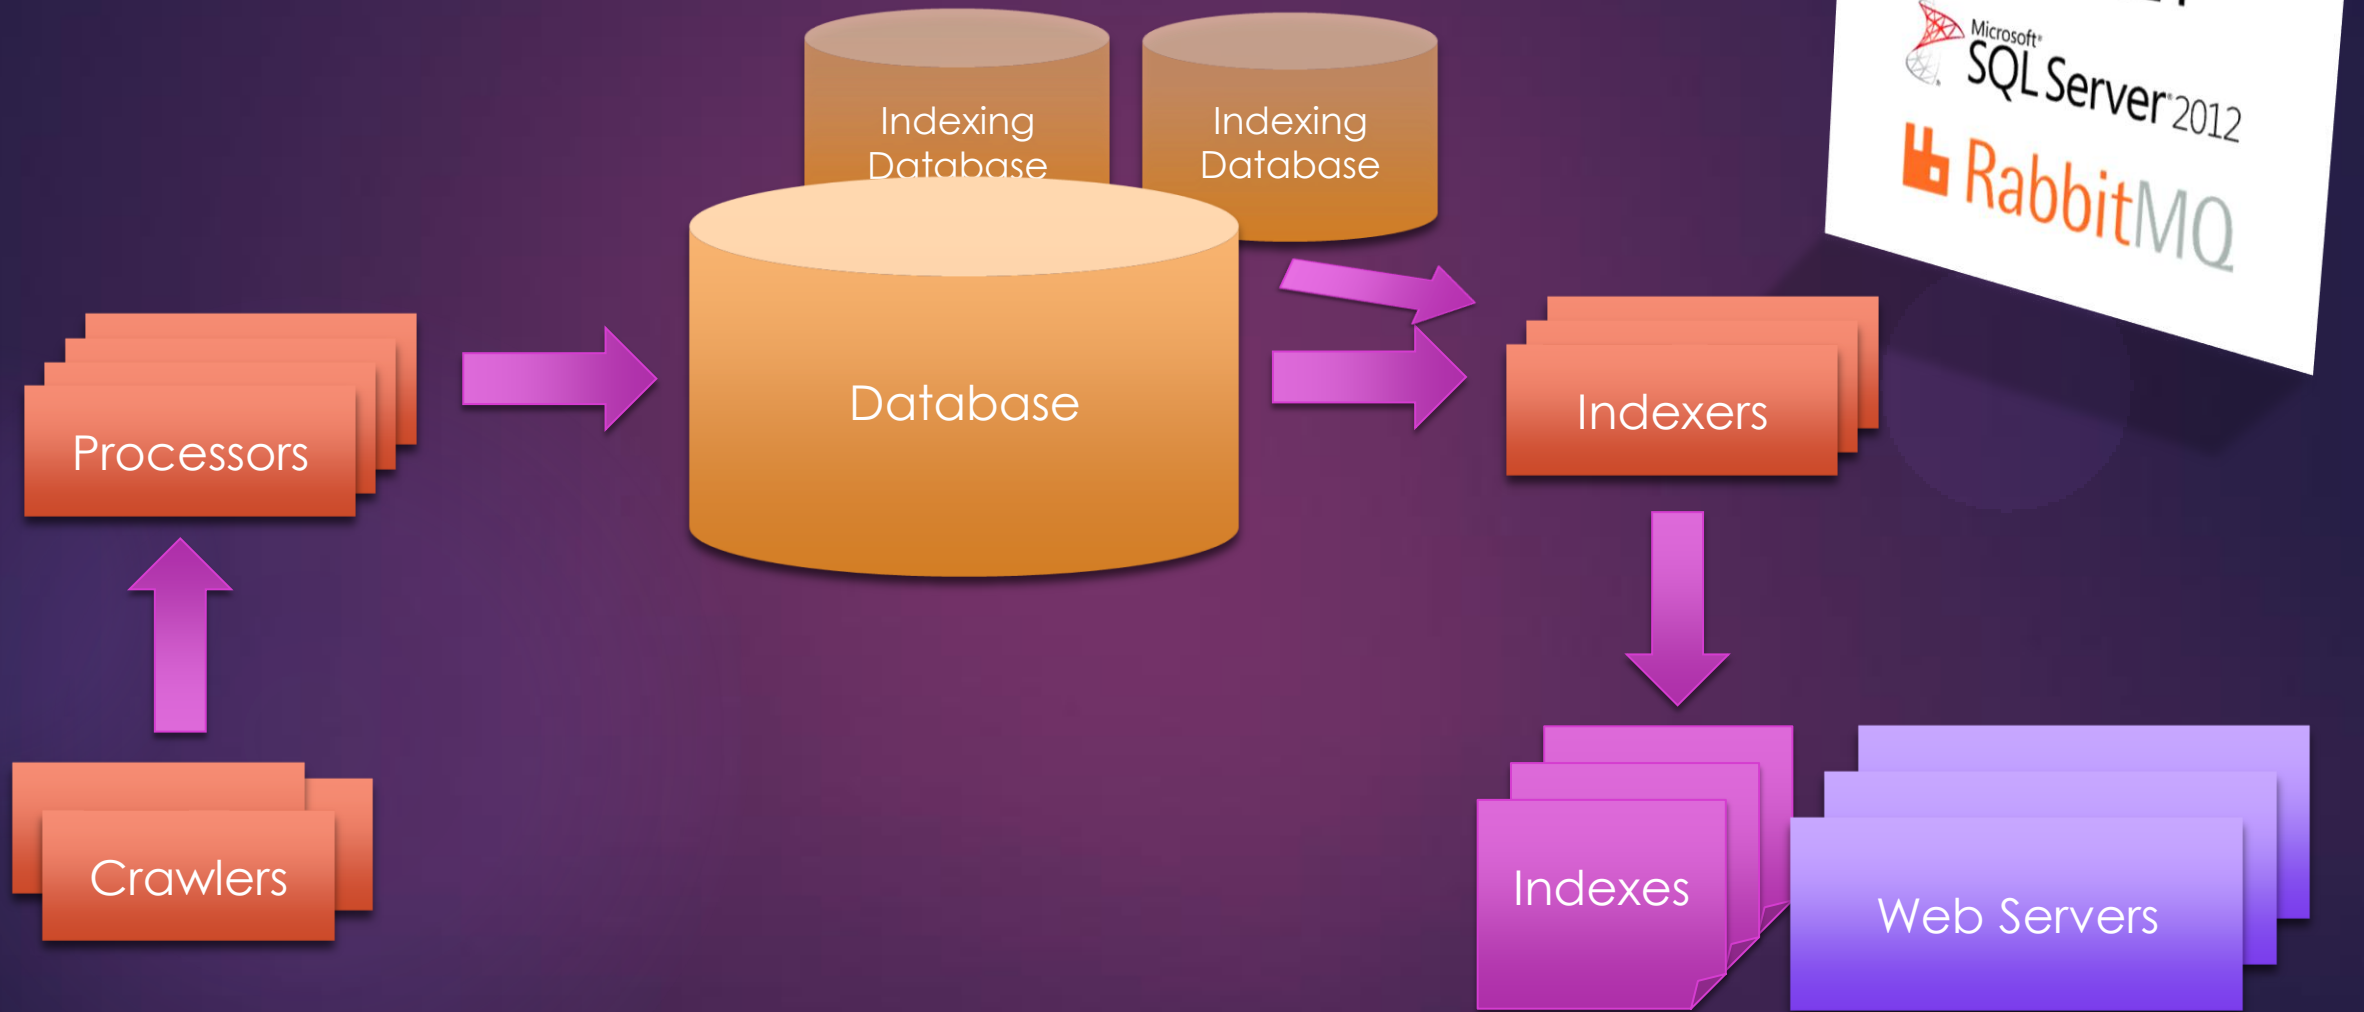 Indexing
Database
Indexing
Database
Microsoft®
SQL Server® 2012
RabbitMQ
Database
Processors
Indexers
Crawlers
Indexes
Web Servers